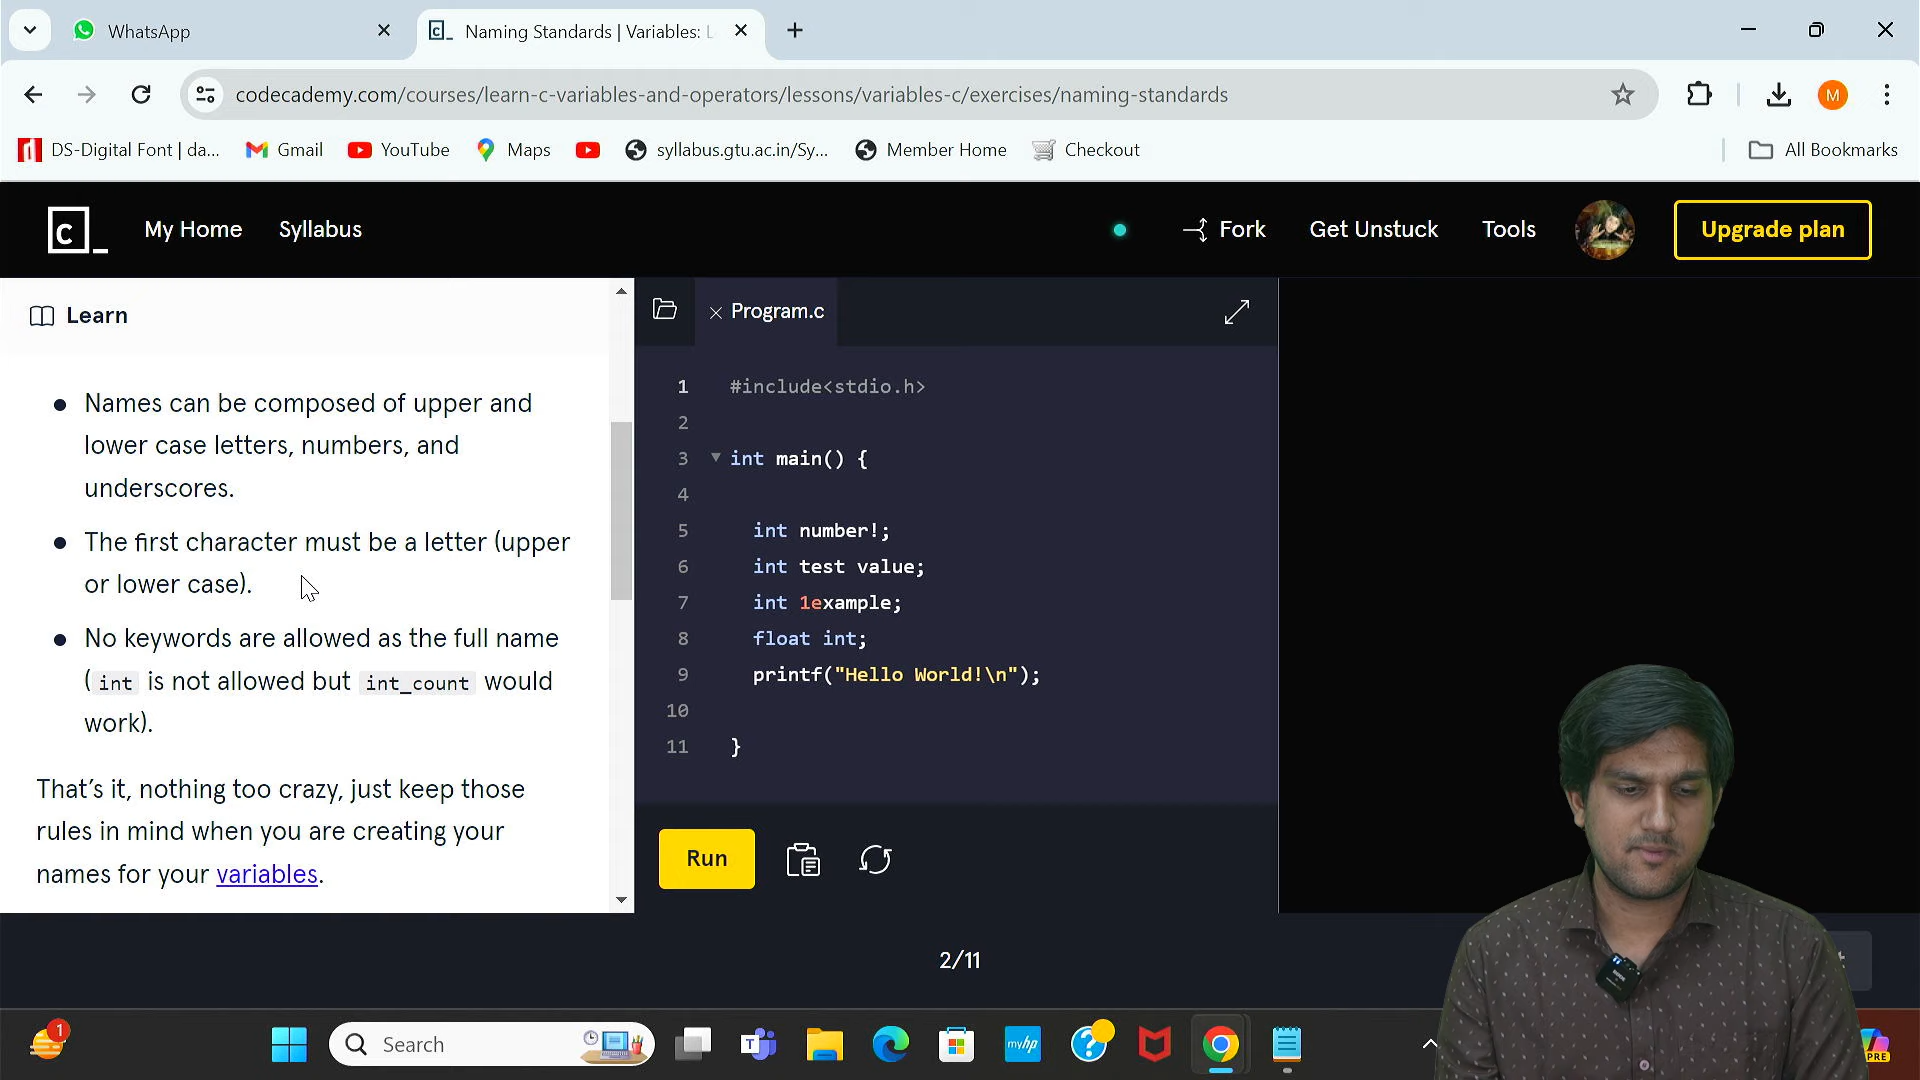 WhatsApp
Naming Standards | Variables: L
codecademy.com/courses/learn-c-variables-and-operators/lessons/variables-c/exercises/naming-standards
M
DS-Digital Font | da...
Gmail
YouTube
Maps
syllabus.gtu.ac.in/Sy...
Member Home
Checkout
All Bookmarks
c_
My Home
Syllabus
Fork
Get Unstuck
Tools
Upgrade plan
Learn
Names can be composed of upper and
lower case letters, numbers, and
underscores.
The first character must be a letter (upper
or lower case).
No keywords are allowed as the full name
(int is not allowed but int_count would
work).
That’s it, nothing too crazy, just keep those
rules in mind when you are creating your
names for your variables.
Program.c
1 #include<stdio.h>
2
3 int main() {
4
5 int number!;
6 int test value;
7 int 1example;
8 float int;
9 printf("Hello World!\n");
10
11 }
Run
2/11
1
Search
myhp
PRE